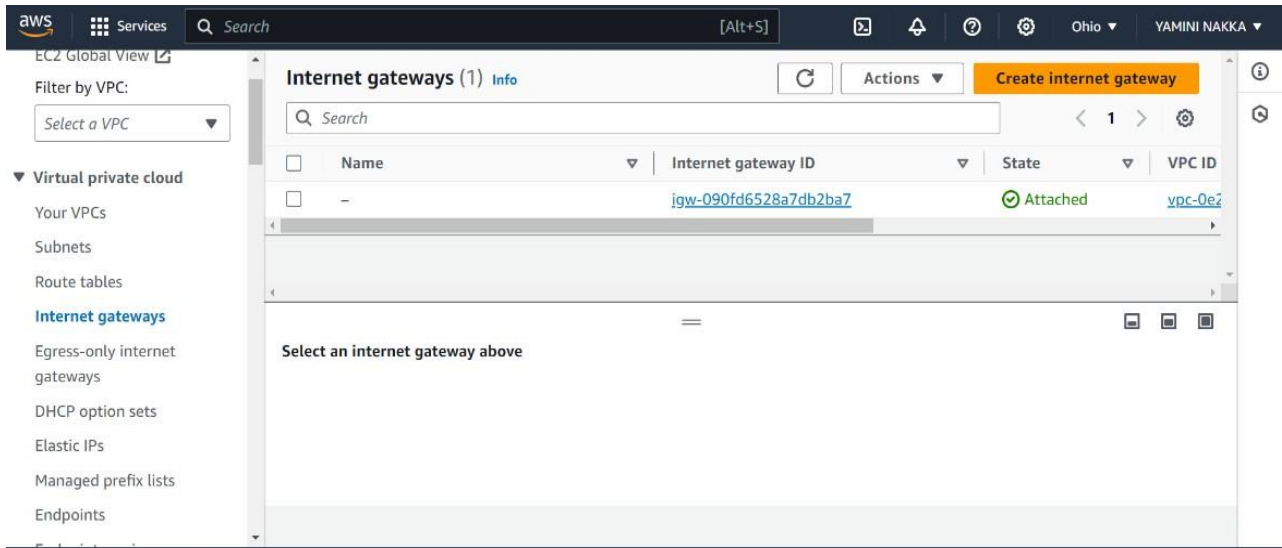 aws Services Search [Alt+S] Ohio YAMINI NAKKA
EC2 Global View
Filter by VPC:
Select a VPC
Virtual private cloud
Your VPCs
Subnets
Route tables
Internet gateways
Egress-only internet
gateways
DHCP option sets
Elastic IPs
Managed prefix lists
Endpoints
Internet gateways (1) Info
Actions
Create internet gateway
Search
1
Name Internet gateway ID State VPC ID
– igw-090fd6528a7db2ba7 Attached vpc-0e2
Select an internet gateway above